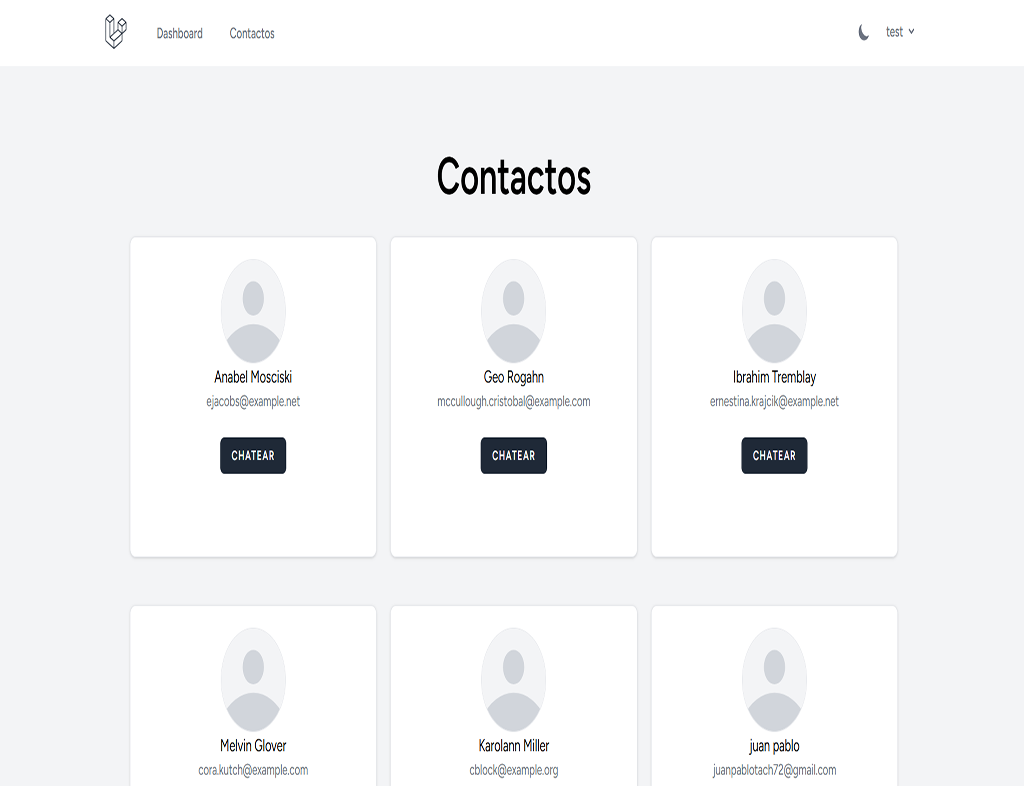 Dashboard
Contactos
test
Contactos
Anabel Mosciski
ejacobs@example.net
CHATEAR
Geo Rogahn
mccullough.cristobal@example.com
CHATEAR
Ibrahim Tremblay
ernestina.krajcik@example.net
CHATEAR
Melvin Glover
cora.kutch@example.com
Karolann Miller
cblock@example.org
juan pablo
juanpablotach72@gmail.com